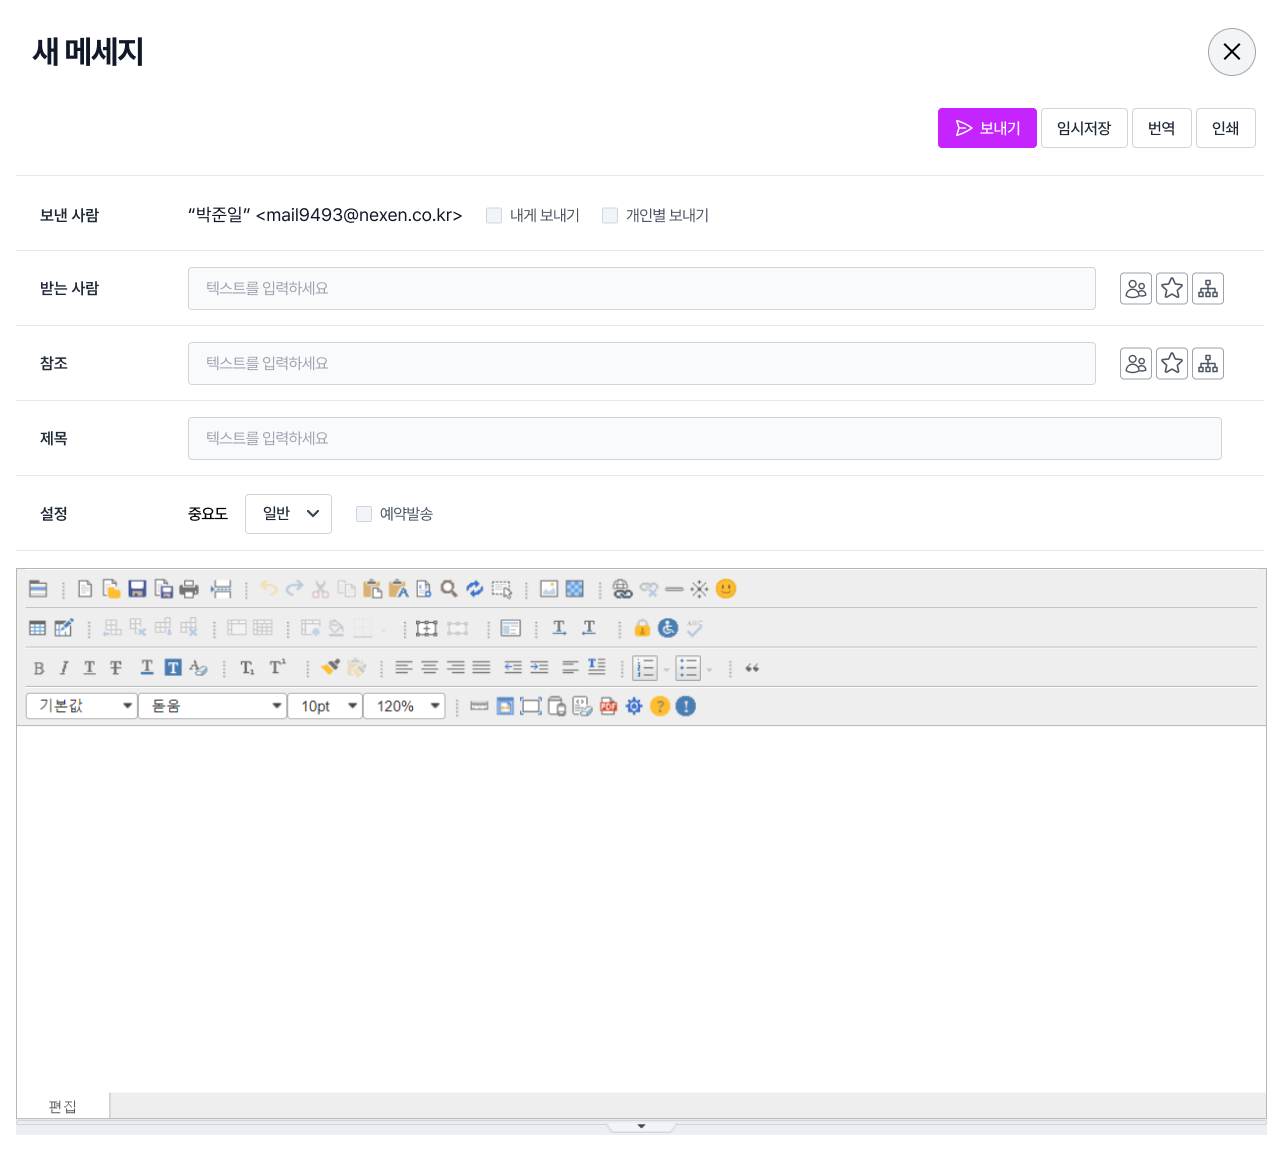 새 메세지
보내기 임시저장 번역 인쇄
보낸 사람 “박준일” <mail9493@nexen.co.kr> 내게 보내기 개인별 보내기
받는 사람 텍스트를 입력하세요
참조 텍스트를 입력하세요
제목 텍스트를 입력하세요
설정 중요도 일반 예약발송
기본값 돋움 10pt 120%
편집